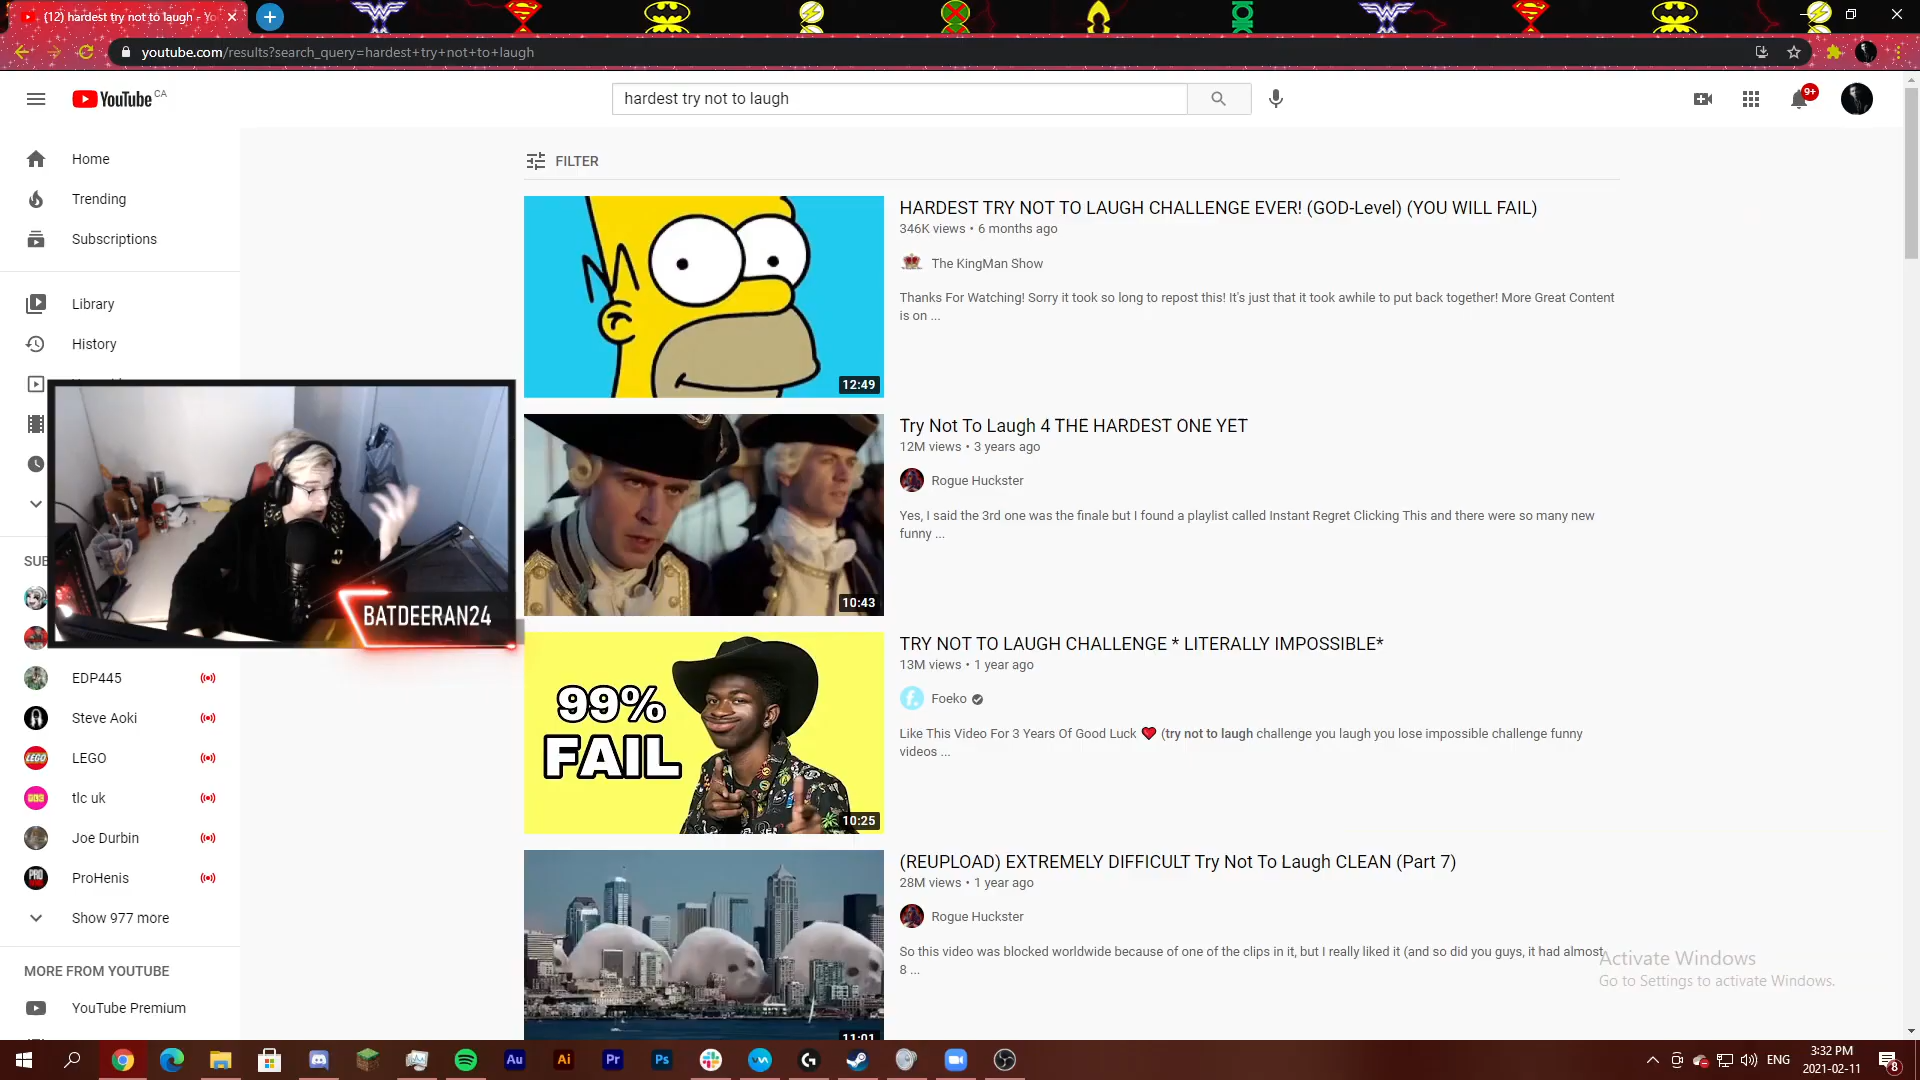 (12) hardest try not to laugh - Yo
youtube.com/results?search_query=hardest+try+not+to+laugh
YouTube CA
hardest try not to laugh
9+
Home
Trending
Subscriptions
Library
History
SUB
EDP445
Steve Aoki
LEGO
tlc uk
Joe Durbin
ProHenis
Show 977 more
MORE FROM YOUTUBE
YouTube Premium
BATDEERAN24
FILTER
12:49
HARDEST TRY NOT TO LAUGH CHALLENGE EVER! (GOD-Level) (YOU WILL FAIL)
346K views • 6 months ago
The KingMan Show
Thanks For Watching! Sorry it took so long to repost this! It's just that it took awhile to put back together! More Great Content
is on ...
10:43
Try Not To Laugh 4 THE HARDEST ONE YET
12M views • 3 years ago
Rogue Huckster
Yes, I said the 3rd one was the finale but I found a playlist called Instant Regret Clicking This and there were so many new
funny ...
99%
FAIL
10:25
TRY NOT TO LAUGH CHALLENGE * LITERALLY IMPOSSIBLE*
13M views • 1 year ago
Foeko
Like This Video For 3 Years Of Good Luck ❤ (try not to laugh challenge you laugh you lose impossible challenge funny
videos ...
11:01
(REUPLOAD) EXTREMELY DIFFICULT Try Not To Laugh CLEAN (Part 7)
28M views • 1 year ago
Rogue Huckster
So this video was blocked worldwide because of one of the clips in it, but I really liked it (and so did you guys, it had almost
8 ...
Activate Windows
Go to Settings to activate Windows.
Au
Ai
Pr
Ps
ENG
3:32 PM
2021-02-11
8